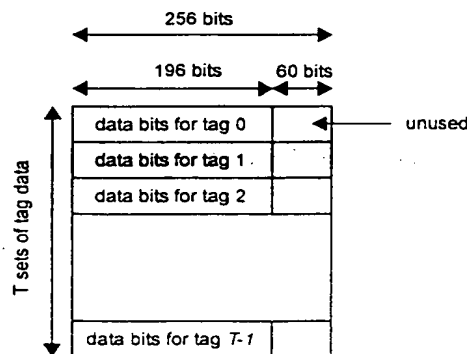 256 bits
196 bits
60 bits
data bits for tag 0
unused
data bits for tag 1
data bits for tag 2
T sets of tag data
data bits for tag T-1